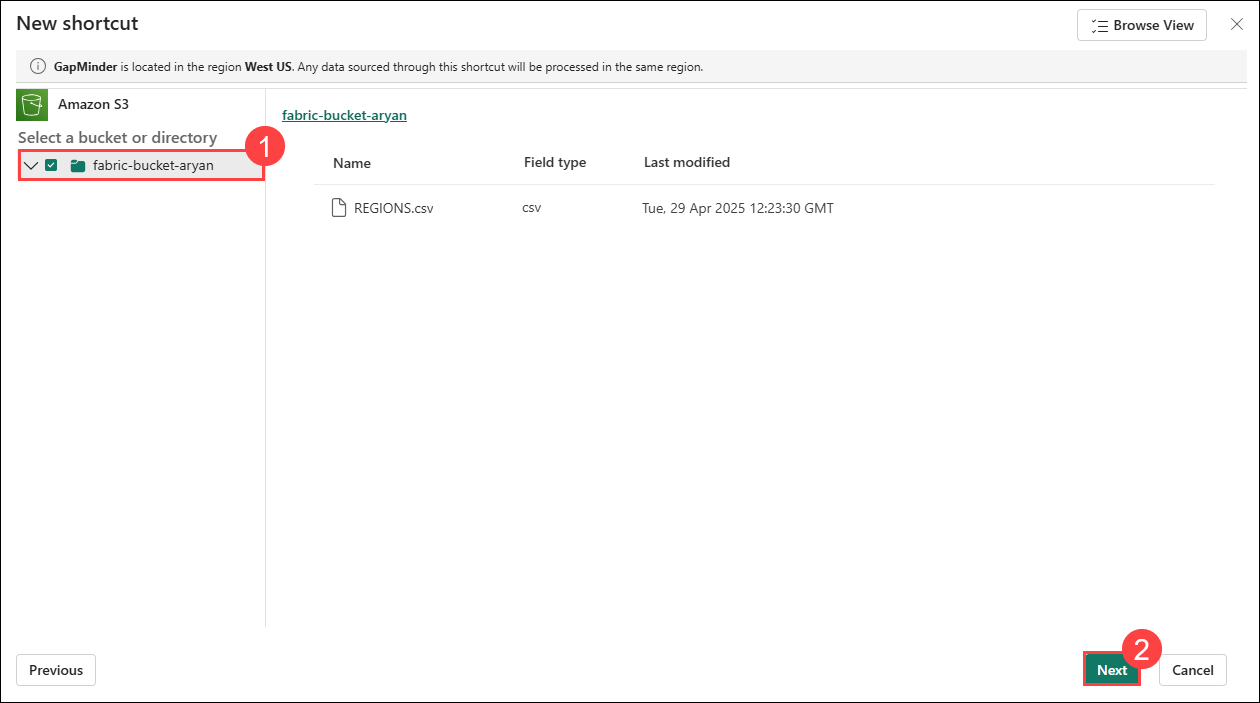 New shortcut
Browse View
GapMinder is located in the region West US. Any data sourced through this shortcut will be processed in the same region.
Amazon S3
Select a bucket or directory
1
fabric-bucket-aryan
fabric-bucket-aryan
Name Field type Last modified
REGIONS.csv csv Tue, 29 Apr 2025 12:23:30 GMT
Previous
2
Next
Cancel